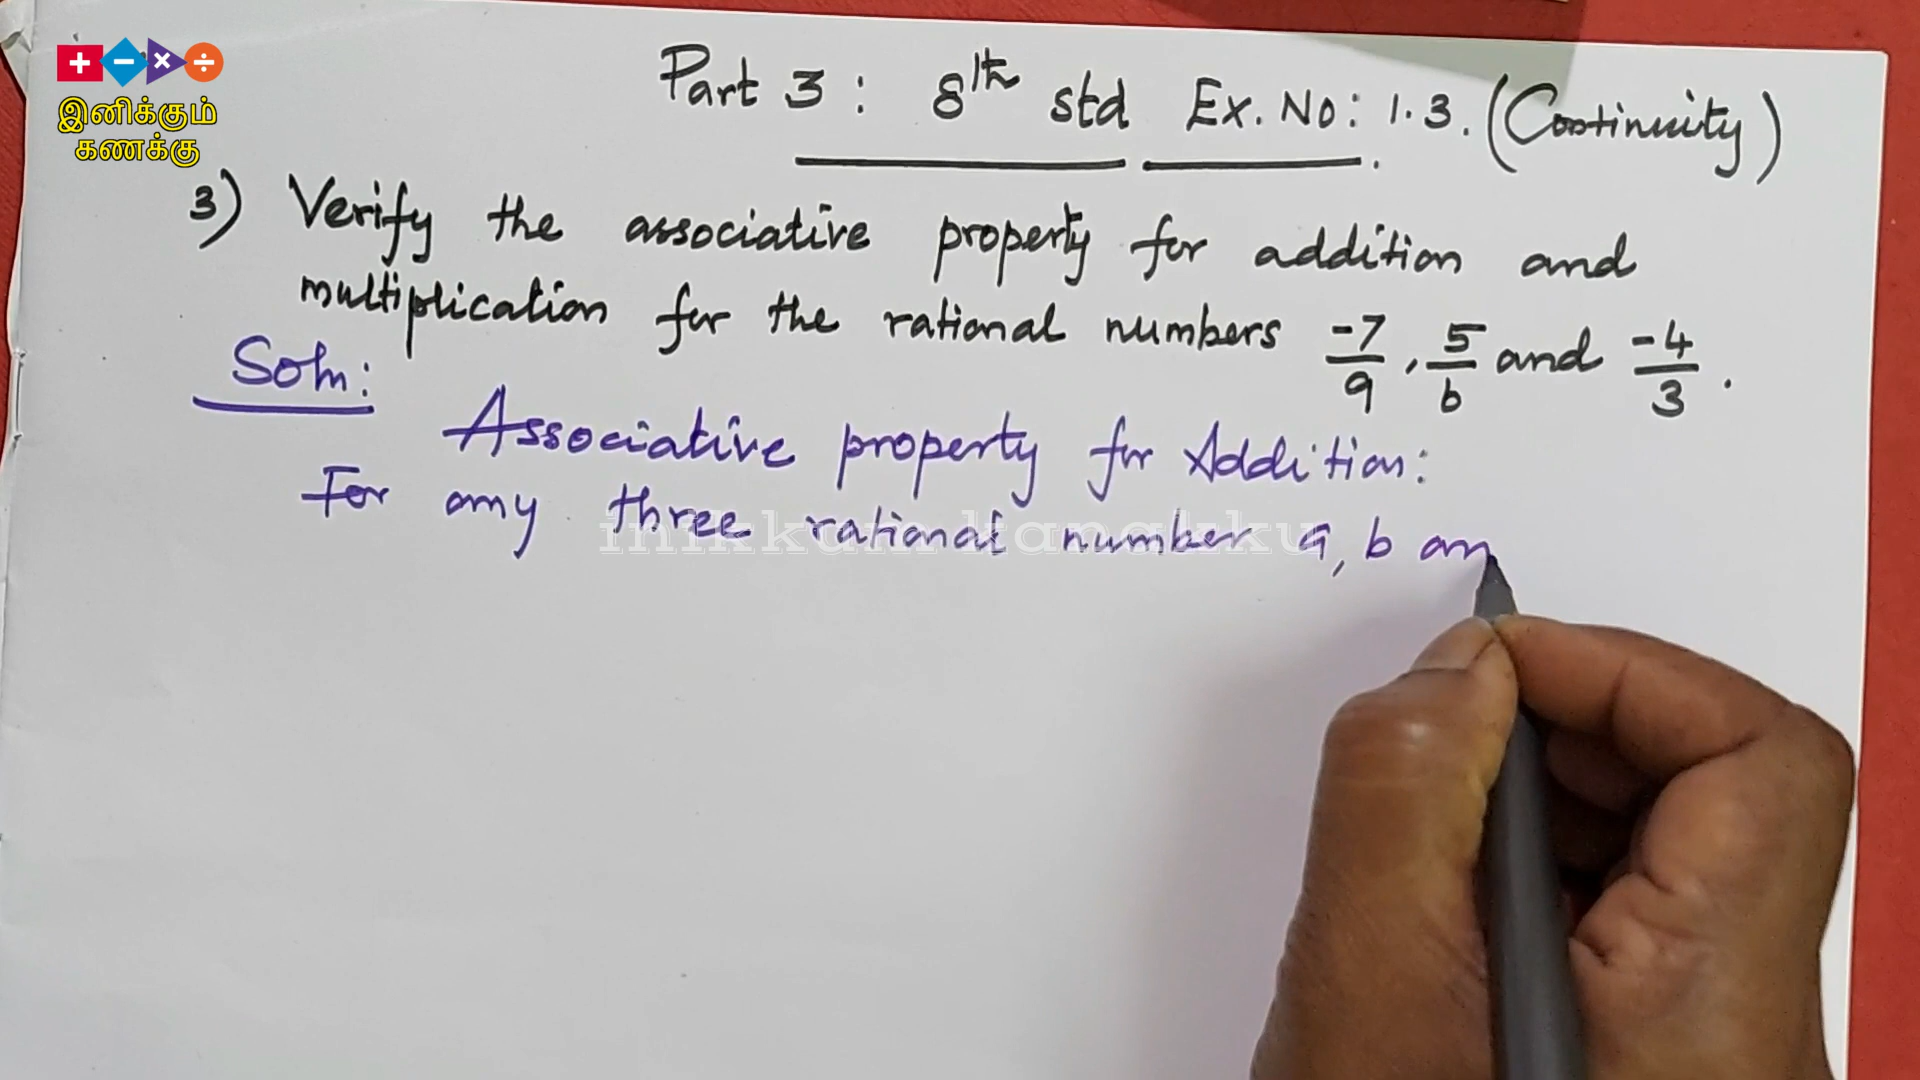 இனிக்கும்
கணக்கு
Part 3: 8th std Ex. No: 1.3. (Continuity)
3) Verify the associative property for addition and
multiplication for the rational numbers -7/9, 5/6 and -4/3.
Soln:
Associative property for Addition:
For any three rational number a, b an
inikkum kanakku